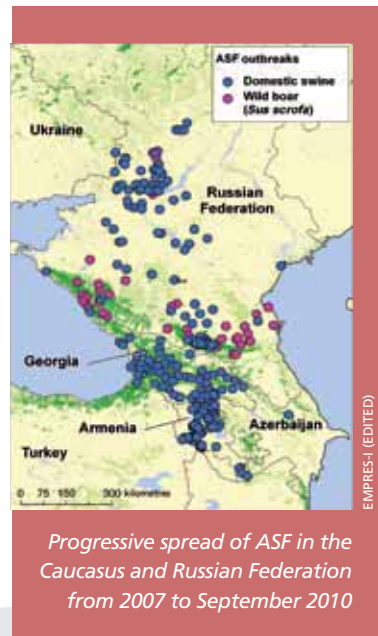 ASF outbreaks
Domestic swine
Wild boar
(Sus scrofa)
Ukraine
Russian
Federation
Georgia
Armenia
Azerbaijan
Turkey
0 75 150 300 kilometres
EMPRES-I (EDITED)
Progressive spread of ASF in the
Caucasus and Russian Federation
from 2007 to September 2010